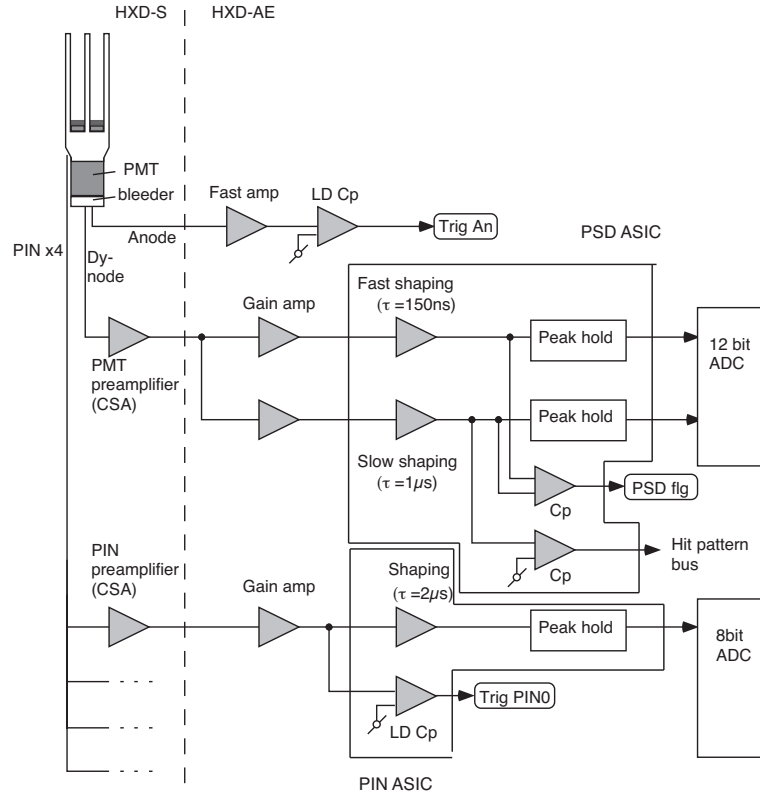 HXD-S
HXD-AE
PMT
bleeder
Fast amp
LD Cp
Trig An
PSD ASIC
Anode
PIN x4
Dy-
node
Fast shaping
(τ =150ns)
Gain amp
Peak hold
12 bit
ADC
PMT
preamplifier
(CSA)
Peak hold
Slow shaping
(τ =1µs)
PSD flg
Cp
PIN
preamplifier
(CSA)
Hit pattern
bus
Cp
Gain amp
Shaping
(τ =2µs)
Peak hold
8bit
ADC
Trig PIN0
LD Cp
PIN ASIC